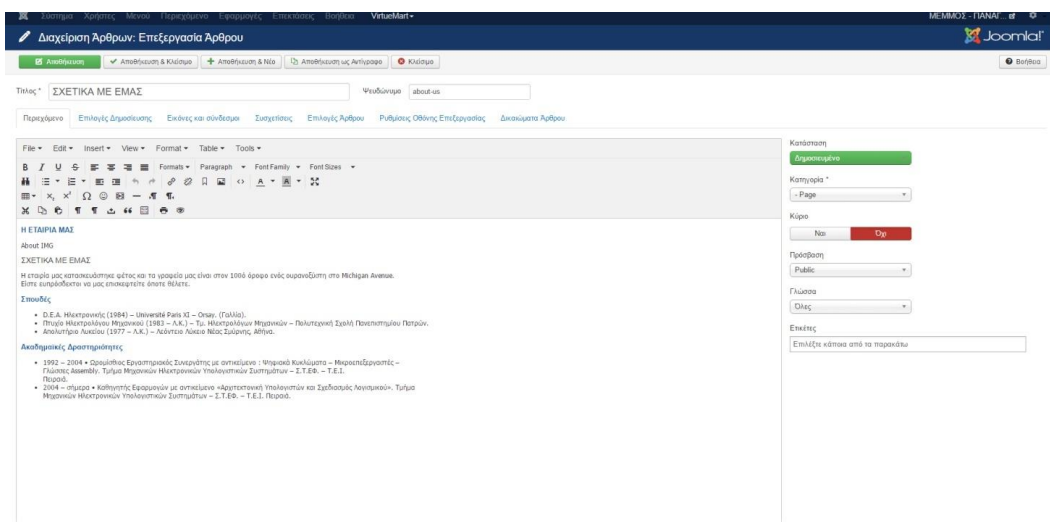 Σύστημα Χρήστες Μενού Περιεχόμενο Εφαρμογές Επεκτάσεις Βοήθεια VirtueMart
Διαχείριση Άρθρων: Επεξεργασία Άρθρου
Joomla!
Αποθήκευση Αποθήκευση & Κλείσιμο Αποθήκευση & Νέο Αποθήκευση ως Αντίγραφο Κλείσιμο Βοήθεια
Τίτλος * ΣΧΕΤΙΚΑ ΜΕ ΕΜΑΣ Ψευδώνυμο about-us
Περιεχόμενο Επιλογές Δημοσίευσης Εικόνες και σύνδεσμοι Συσχετίσεις Επιλογές Άρθρου Ρυθμίσεις Οθόνης Επεξεργασίας Δικαιώματα Άρθρου
File Edit Insert View Format Table Tools
Formats Paragraph Font Family Font Sizes
Η ΕΤΑΙΡΙΑ ΜΑΣ
About IMG
ΣΧΕΤΙΚΑ ΜΕ ΕΜΑΣ
Η εταιρία μας κατασκευάστηκε φέτος και τα γραφεία μας είναι στον 100ό όροφο ενός ουρανοξύστη στο Michigan Avenue.
Είστε ευπρόσδεκτοι να μας επισκεφτείτε όποτε θέλετε.
Σπουδές
• D.E.A. Ηλεκτρονικής (1984) – Université Paris XI – Orsay. (Γαλλία).
• Πτυχίο Ηλεκτρολόγου Μηχανικού (1983 – Λ.Κ.) – Τμ. Ηλεκτρολόγων Μηχανικών – Πολυτεχνική Σχολή Πανεπιστημίου Πατρών.
• Απολυτήριο Λυκείου (1977 – Λ.Κ.) – Λεόντειο Λύκειο Νέας Σμύρνης, Αθήνα.
Ακαδημαϊκές Δραστηριότητες
• 1992 – 2004 • Ωρομίσθιος Εργαστηριακός Συνεργάτης με αντικείμενο : Ψηφιακά Κυκλώματα – Μικροεπεξεργαστές –
Γλώσσες Assembly. Τμήμα Μηχανικών Ηλεκτρονικών Υπολογιστικών Συστημάτων – Σ.Τ.ΕΦ. – Τ.Ε.Ι.
Πειραιά.
• 2004 – σήμερα • Καθηγητής Εφαρμογών με αντικείμενο «Αρχιτεκτονική Υπολογιστών και Σχεδιασμός Λογισμικού». Τμήμα
Μηχανικών Ηλεκτρονικών Υπολογιστικών Συστημάτων – Σ.Τ.ΕΦ. – Τ.Ε.Ι. Πειραιά.
Κατάσταση
Δημοσιευμένο
Κατηγορία *
- Page
Κύριο
Ναι Όχι
Πρόσβαση
Public
Γλώσσα
Όλες
Ετικέτες
Επιλέξτε κάποια από τα παρακάτω